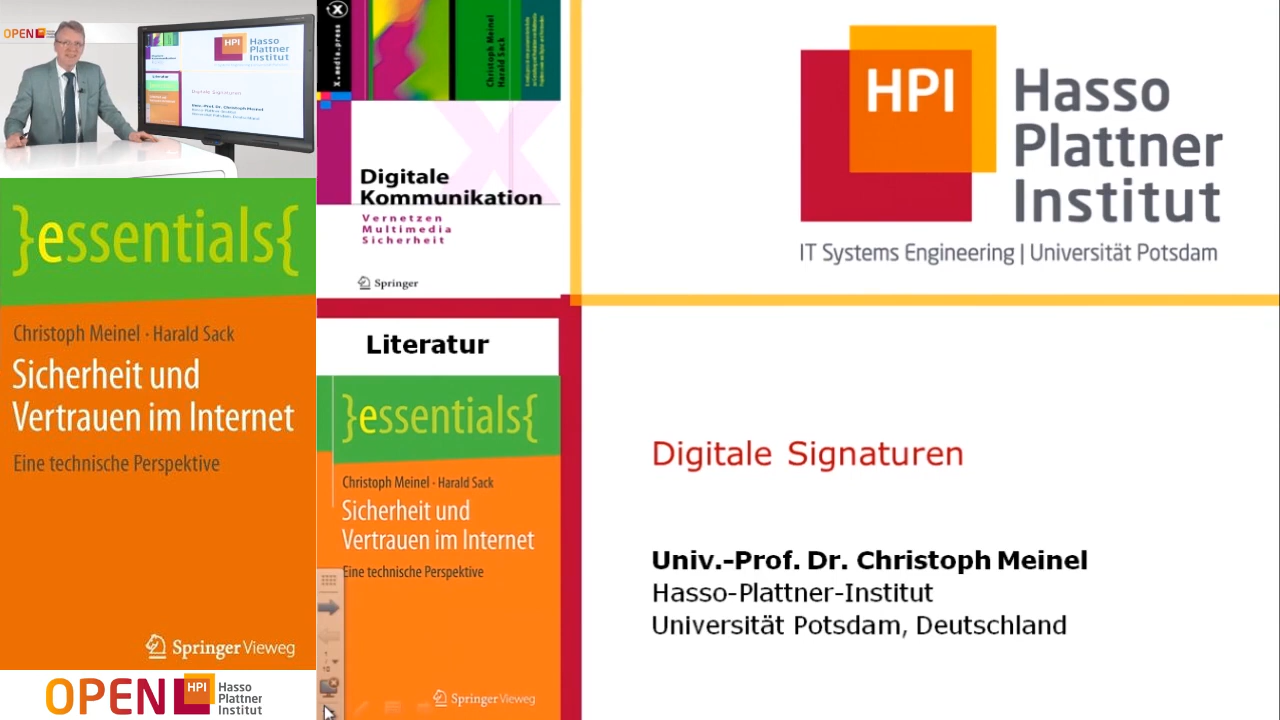 OPEN
}essentials{
Christoph Meinel · Harald Sack
Sicherheit und
Vertrauen im Internet
Eine technische Perspektive
Springer Vieweg
OPEN HPI
Hasso
Plattner
Institut
x.media.press
Christoph Meinel
Harald Sack
Digitale
Kommunikation
Vernetzen
Multimedia
Sicherheit
Springer
Literatur
}essentials{
Christoph Meinel · Harald Sack
Sicherheit und
Vertrauen im Internet
Eine technische Perspektive
Springer Vieweg
HPI
Hasso
Plattner
Institut
IT Systems Engineering | Universität Potsdam
Digitale Signaturen
Univ.-Prof. Dr. Christoph Meinel
Hasso-Plattner-Institut
Universität Potsdam, Deutschland